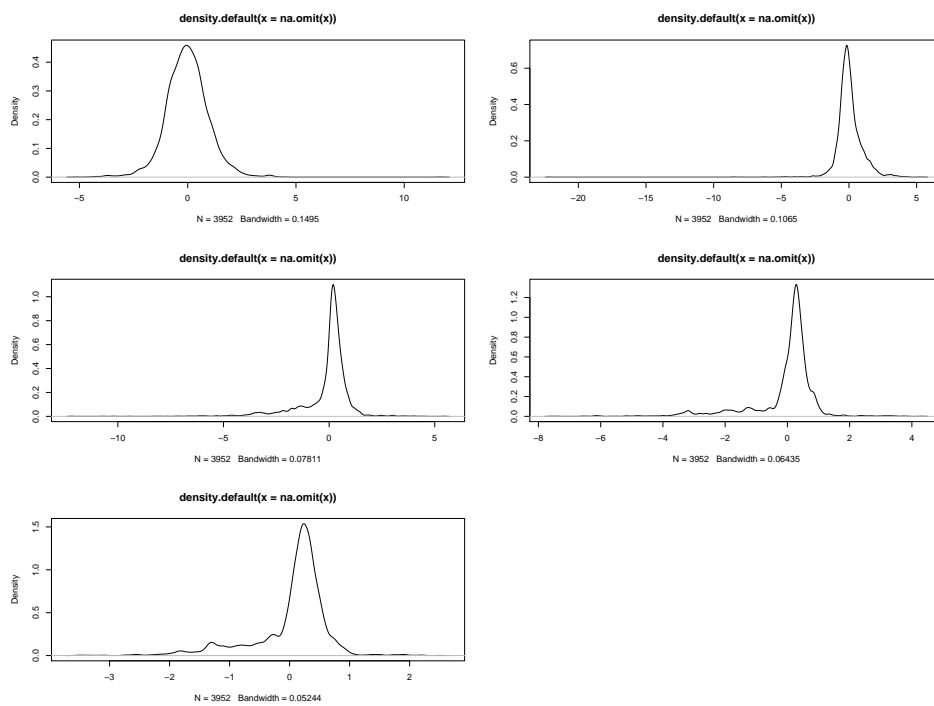 density.default(x = na.omit(x))
Density
0.0 0.1 0.2 0.3 0.4
−5 0 5 10
N = 3952 Bandwidth = 0.1495
density.default(x = na.omit(x))
Density
0.0 0.2 0.4 0.6
−20 −15 −10 −5 0 5
N = 3952 Bandwidth = 0.1065
density.default(x = na.omit(x))
Density
0.0 0.2 0.4 0.6 0.8 1.0
−10 −5 0 5
N = 3952 Bandwidth = 0.07811
density.default(x = na.omit(x))
Density
0.0 0.2 0.4 0.6 0.8 1.0 1.2
−8 −6 −4 −2 0 2 4
N = 3952 Bandwidth = 0.06435
density.default(x = na.omit(x))
Density
0.0 0.5 1.0 1.5
−3 −2 −1 0 1 2
N = 3952 Bandwidth = 0.05244